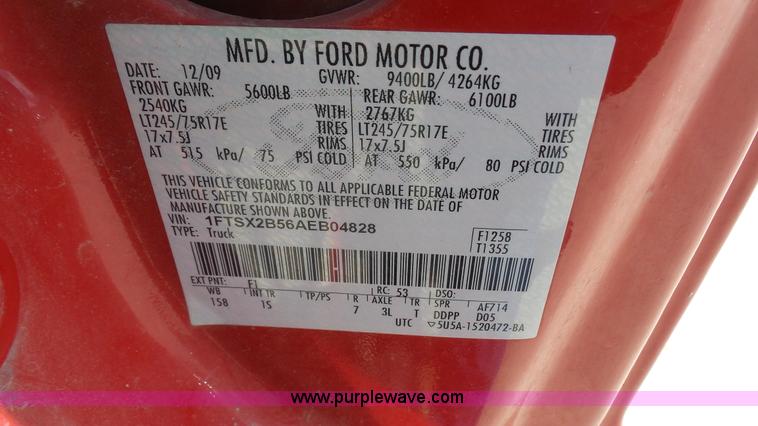 MFD. BY FORD MOTOR CO.
DATE: 12/09 GVWR: 9400LB/ 4264KG
FRONT GAWR: 5600LB REAR GAWR: 6100LB
2540KG WITH 2767KG WITH
LT245/75R17E TIRES LT245/75R17E TIRES
17x7.5J RIMS 17x7.5J RIMS
AT 515 kPa/ 75 PSI COLD AT 550 kPa/ 80 PSI COLD
THIS VEHICLE CONFORMS TO ALL APPLICABLE FEDERAL MOTOR
VEHICLE SAFETY STANDARDS IN EFFECT ON THE DATE OF
MANUFACTURE SHOWN ABOVE.
VIN: 1FTSX2B56AEB04828 F1258
TYPE: Truck T1355
EXT PNT: F1 RC: 53 DSO:
WB INT TR TP/PS R AXLE TR SPR AF714
158 1S 7 3L T DDPP D05
UTC ▽5U5A-1520472-BA
Ford
www.purplewave.com